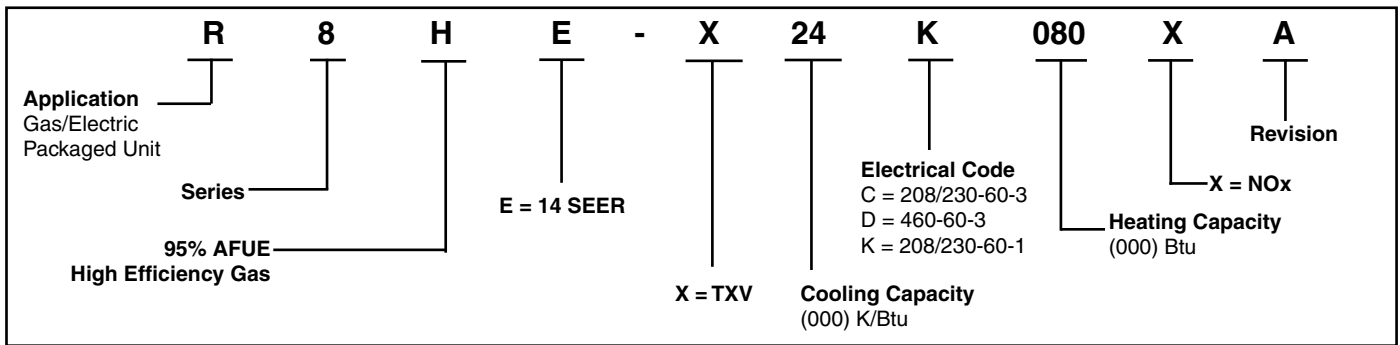 R 8 H E - X 24 K 080 X A
Application
Gas/Electric
Packaged Unit
Series
95% AFUE
High Efficiency Gas
E = 14 SEER
X = TXV
Cooling Capacity
(000) K/Btu
Electrical Code
C = 208/230-60-3
D = 460-60-3
K = 208/230-60-1
Heating Capacity
(000) Btu
X = NOx
Revision